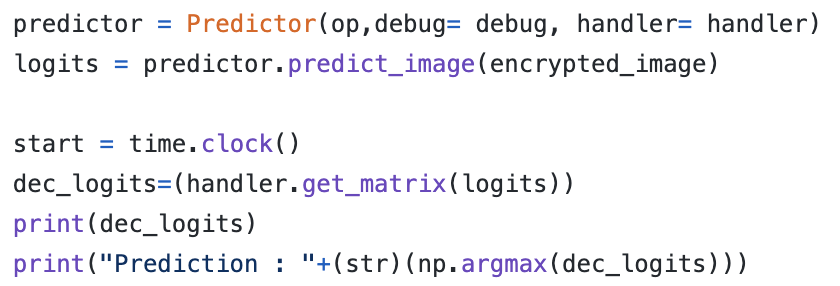 predictor = Predictor(op,debug= debug, handler= handler)
logits = predictor.predict_image(encrypted_image)
start = time.clock()
dec_logits=(handler.get_matrix(logits))
print(dec_logits)
print("Prediction : "+(str)(np.argmax(dec_logits)))